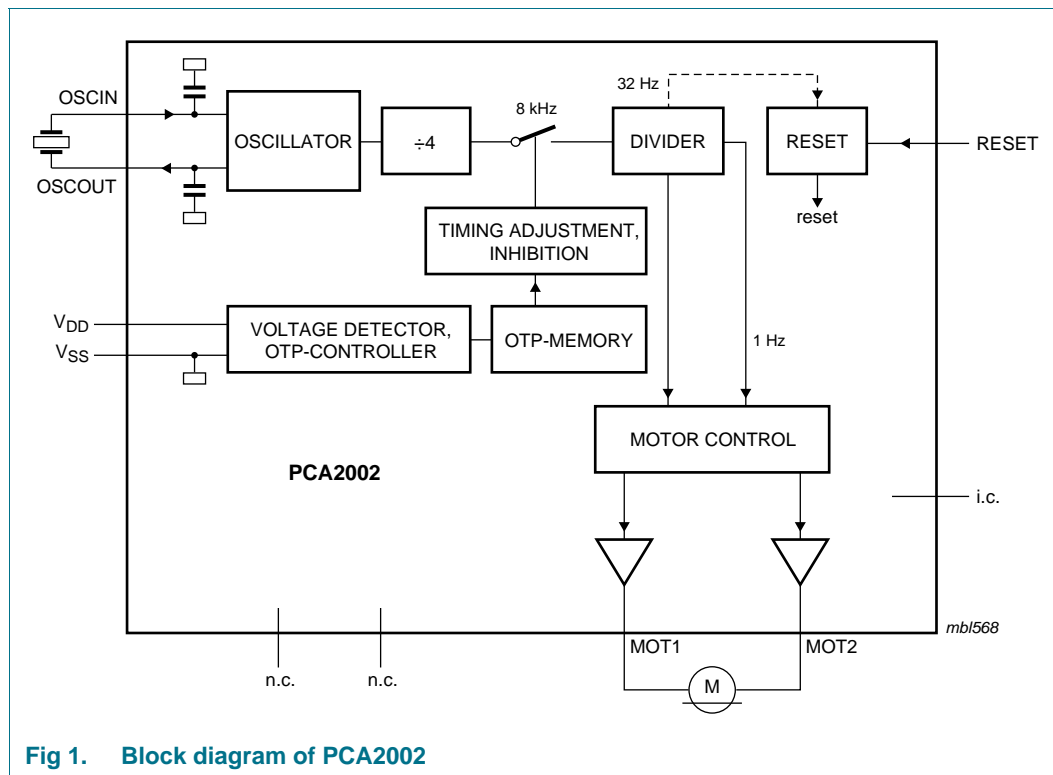 32 Hz
OSCIN
8 kHz
OSCILLATOR
÷4
DIVIDER
RESET
RESET
OSCOUT
reset
TIMING ADJUSTMENT,
INHIBITION
VDD
VSS
VOLTAGE DETECTOR,
OTP-CONTROLLER
OTP-MEMORY
1 Hz
MOTOR CONTROL
PCA2002
i.c.
mbl568
MOT1
MOT2
n.c.
n.c.
M
Fig 1. Block diagram of PCA2002